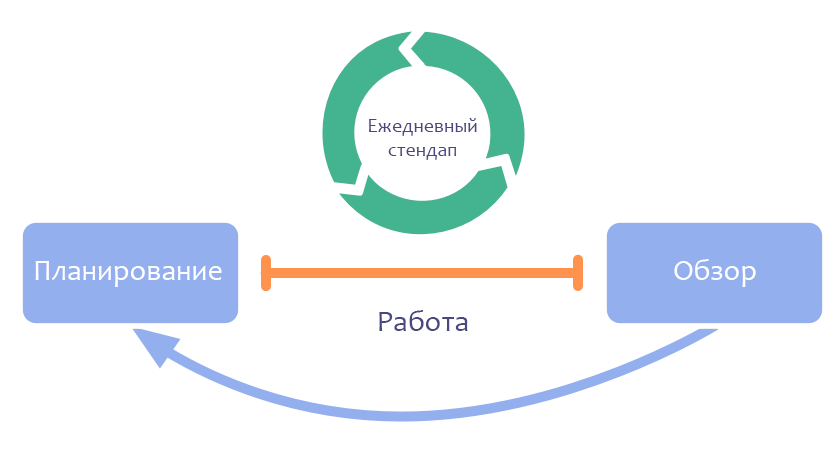 Ежедневный
стендап
Планирование
Обзор
Работа